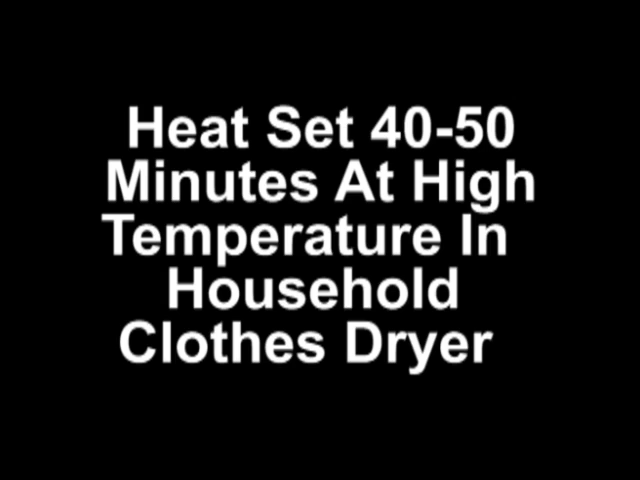 Heat Set 40-50
Minutes At High
Temperature In
Household
Clothes Dryer